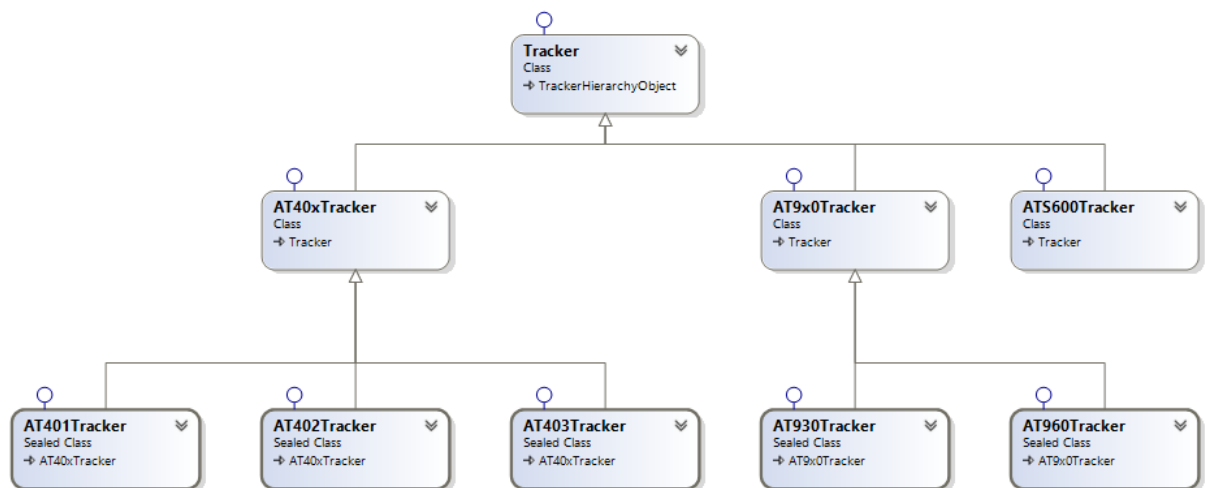 Tracker
Class
TrackerHierarchyObject
AT40xTracker
Class
Tracker
AT9x0Tracker
Class
Tracker
ATS600Tracker
Class
Tracker
AT401Tracker
Sealed Class
AT40xTracker
AT402Tracker
Sealed Class
AT40xTracker
AT403Tracker
Sealed Class
AT40xTracker
AT930Tracker
Sealed Class
AT9x0Tracker
AT960Tracker
Sealed Class
AT9x0Tracker